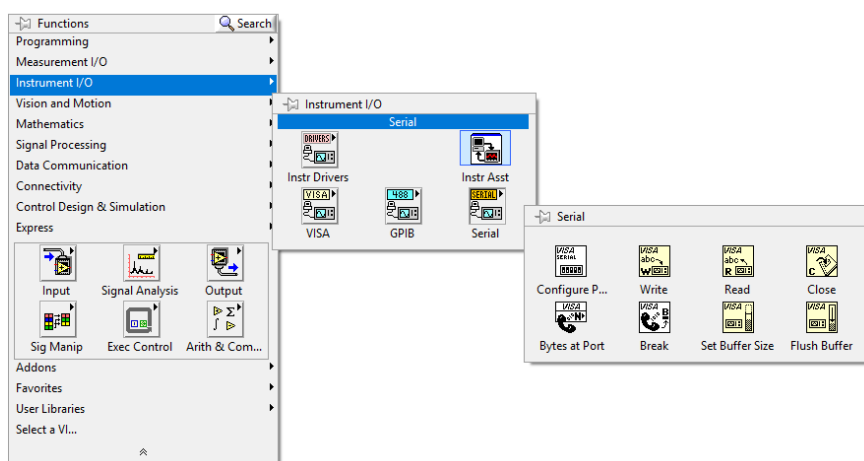 Functions
Search
Programming
Measurement I/O
Instrument I/O
Vision and Motion
Mathematics
Signal Processing
Data Communication
Connectivity
Control Design & Simulation
Express
Input Signal Analysis Output
Sig Manip Exec Control Arith & Com...
Addons
Favorites
User Libraries
Select a VI...
Instrument I/O
Serial
DRIVERS
Instr Drivers Instr Asst
VISA 488 SERIAL
VISA GPIB Serial
Serial
VISA SERIAL
VISA abc W
VISA abc R
VISA C
Configure P... Write Read Close
VISA N
VISA B
VISA
VISA
Bytes at Port Break Set Buffer Size Flush Buffer